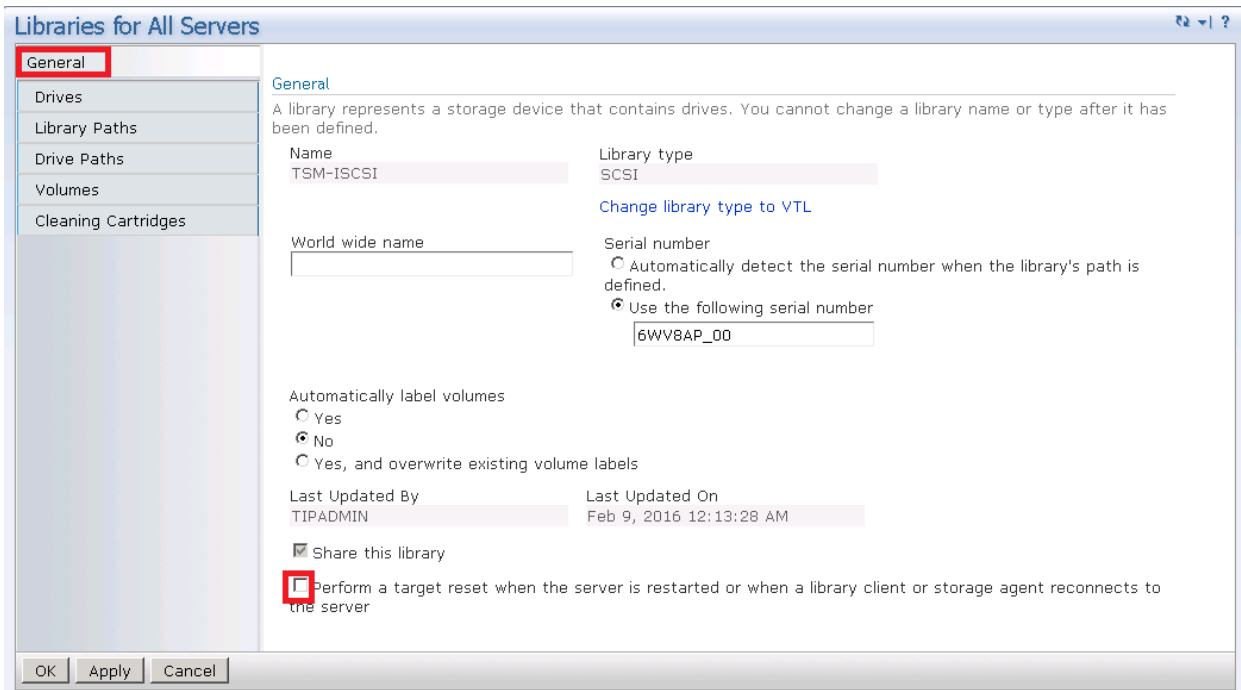 Libraries for All Servers
?
General
Drives
Library Paths
Drive Paths
Volumes
Cleaning Cartridges
General
A library represents a storage device that contains drives. You cannot change a library name or type after it has
been defined.
Name
TSM-ISCSI
Library type
SCSI
Change library type to VTL
World wide name
Serial number
Automatically detect the serial number when the library's path is
defined.
Use the following serial number
6WV8AP_00
Automatically label volumes
Yes
No
Yes, and overwrite existing volume labels
Last Updated By
TIPADMIN
Last Updated On
Feb 9, 2016 12:13:28 AM
Share this library
Perform a target reset when the server is restarted or when a library client or storage agent reconnects to
the server
OK Apply Cancel